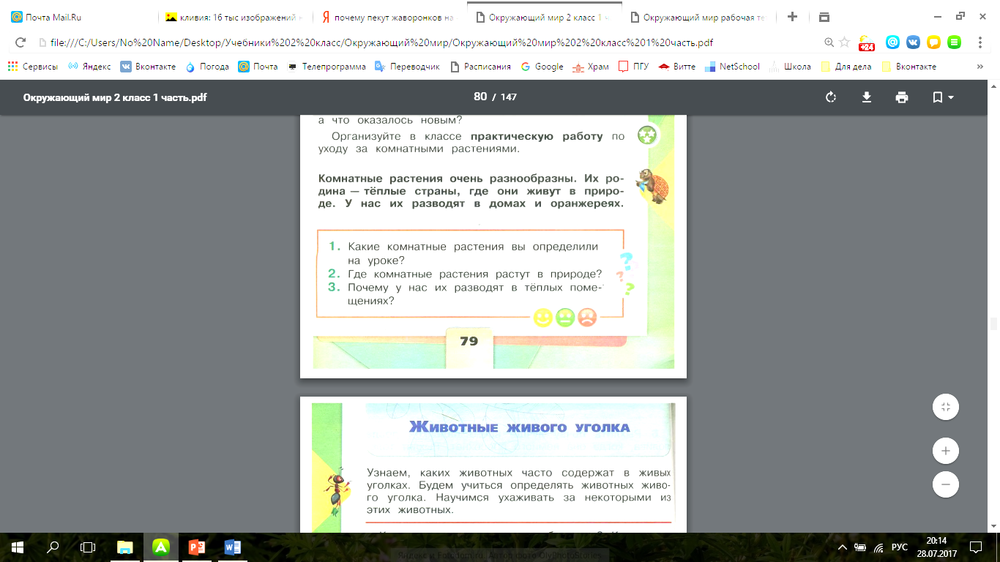 Почта Mail.Ru
кливия: 16 тыс изображений н
почему пекут жаворонков на
Окружающий мир 2 класс 1 ч
Окружающий мир рабочая те
file:///C:/Users/No%20Name/Desktop/Учебники%202%20класс/Окружающий%20мир/Окружающий%20мир%202%20класс%201%20часть.pdf
+24
Сервисы Яндекс Вконтакте Погода Почта Телепрограмма Переводчик Расписания Google Храм ПГУ Витте NetSchool Школа Для дела Вконтакте »
Окружающий мир 2 класс 1 часть.pdf
80 / 147
а что оказалось новым?
Организуйте в классе практическую работу по
уходу за комнатными растениями.
Комнатные растения очень разнообразны. Их ро-
дина — тёплые страны, где они живут в приро-
де. У нас их разводят в домах и оранжереях.
1. Какие комнатные растения вы определили
на уроке?
2. Где комнатные растения растут в природе?
3. Почему у нас их разводят в тёплых поме-
щениях?
79
Животные живого уголка
Узнаем, каких животных часто содержат в живых
уголках. Будем учиться определять животных живо-
го уголка. Научимся ухаживать за некоторыми из
этих животных.
РУС
20:14
28.07.2017